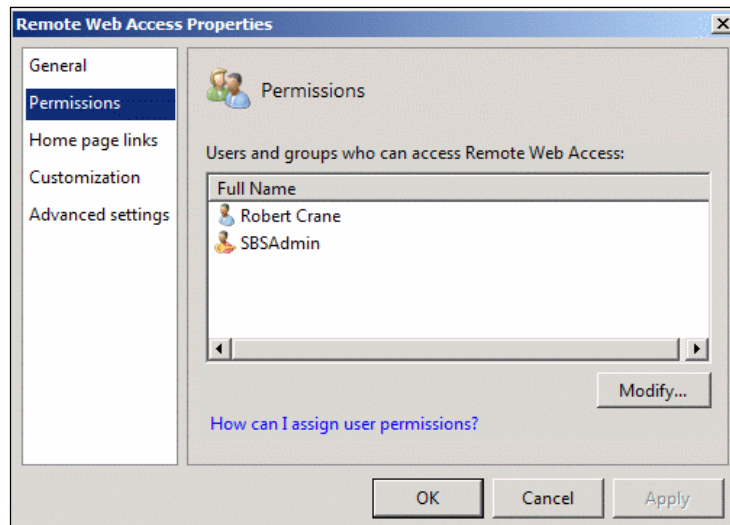 Remote Web Access Properties
General
Permissions
Home page links
Customization
Advanced settings
Permissions
Users and groups who can access Remote Web Access:
Full Name
Robert Crane
SBSAdmin
Modify...
How can I assign user permissions?
OK
Cancel
Apply